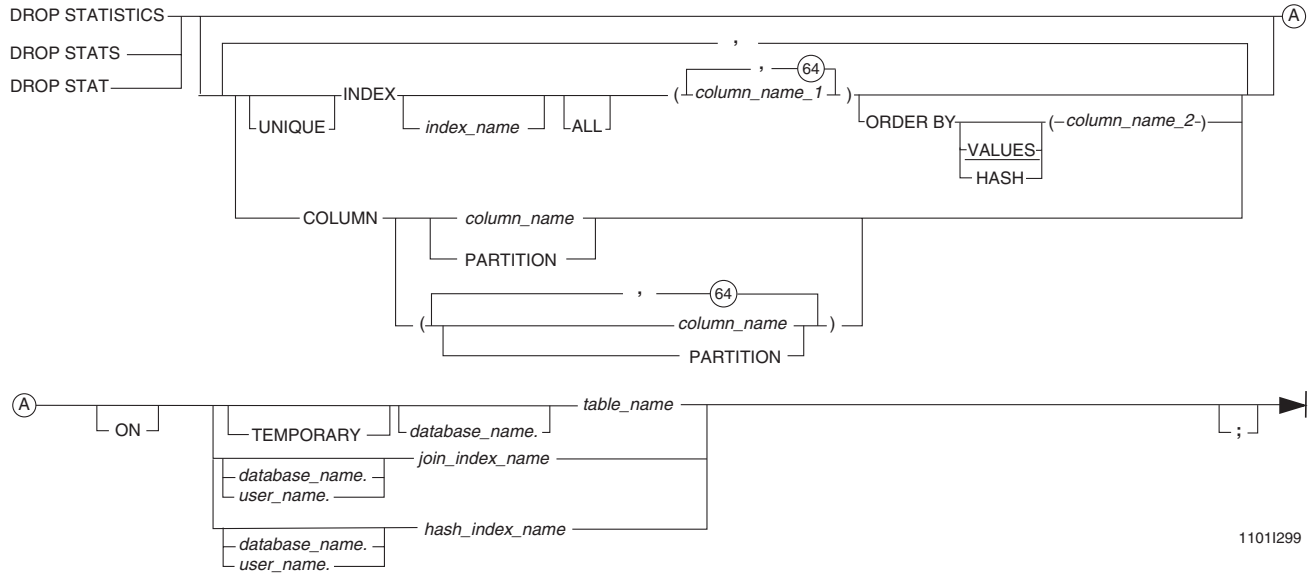 DROP STATISTICS A
DROP STATS
DROP STAT
,
, 64
INDEX ( column_name_1 )
UNIQUE index_name ALL ORDER BY ( column_name_2 )
VALUES
HASH
COLUMN column_name
PARTITION
, 64
( column_name )
PARTITION
A table_name
ON TEMPORARY database_name. ;
join_index_name
database_name.
user_name.
hash_index_name
database_name.
user_name.
1101I299